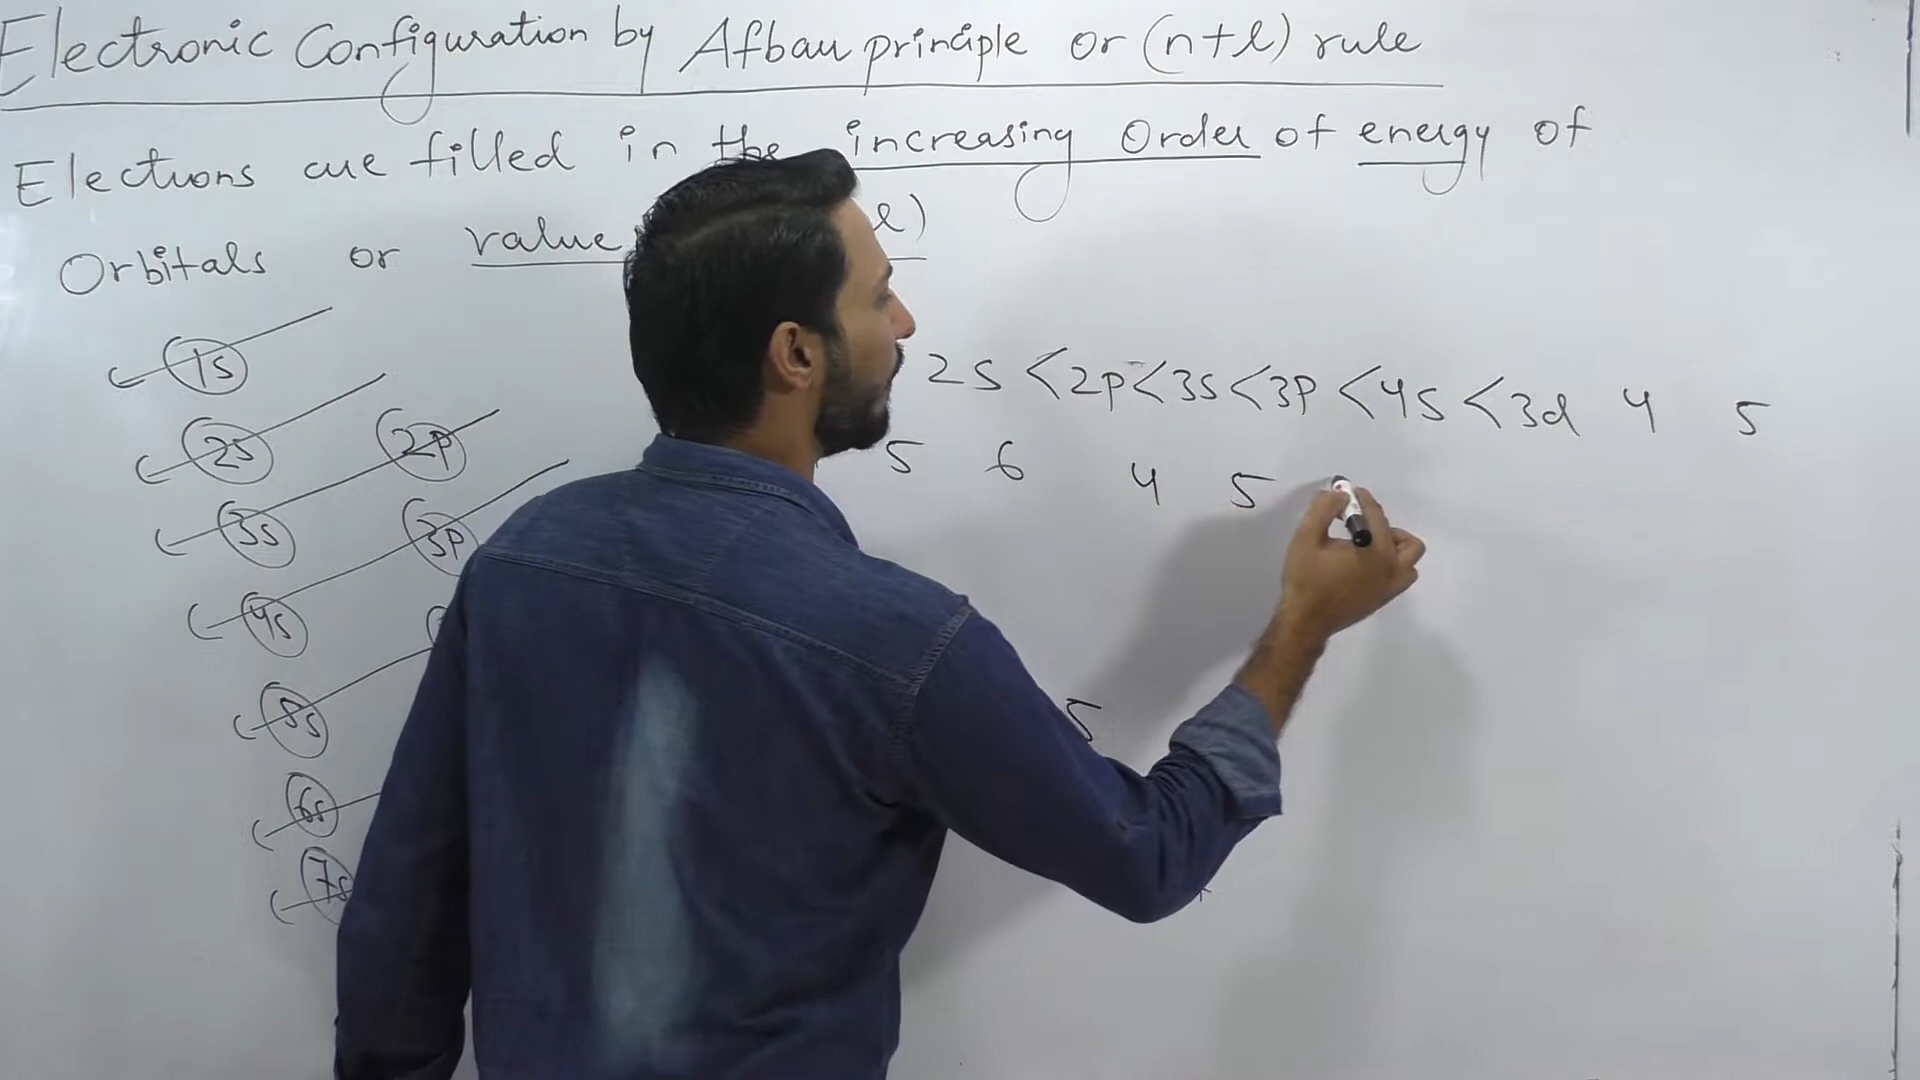 Electronic Configuration by Afbau principle or (n+l) rule
Electrons are filled in the increasing Order of energy of
Orbitals or value l)
1s
2s 2p
3s 3p
4s
5s
6s
7s
2s <2p<3s<3p <4s <3d 4 5
5 6 4 5
5